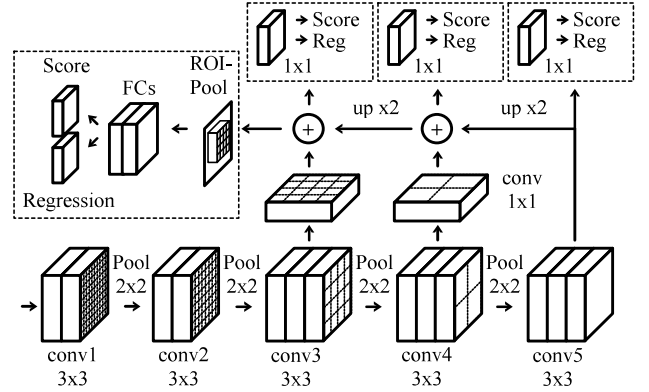 Score
Reg
1x1
Score
Reg
1x1
Score
Reg
1x1
Score
FCs
ROI-
Pool
Regression
up x2
up x2
+
+
conv
1x1
Pool
2x2
Pool
2x2
Pool
2x2
Pool
2x2
conv1
3x3
conv2
3x3
conv3
3x3
conv4
3x3
conv5
3x3